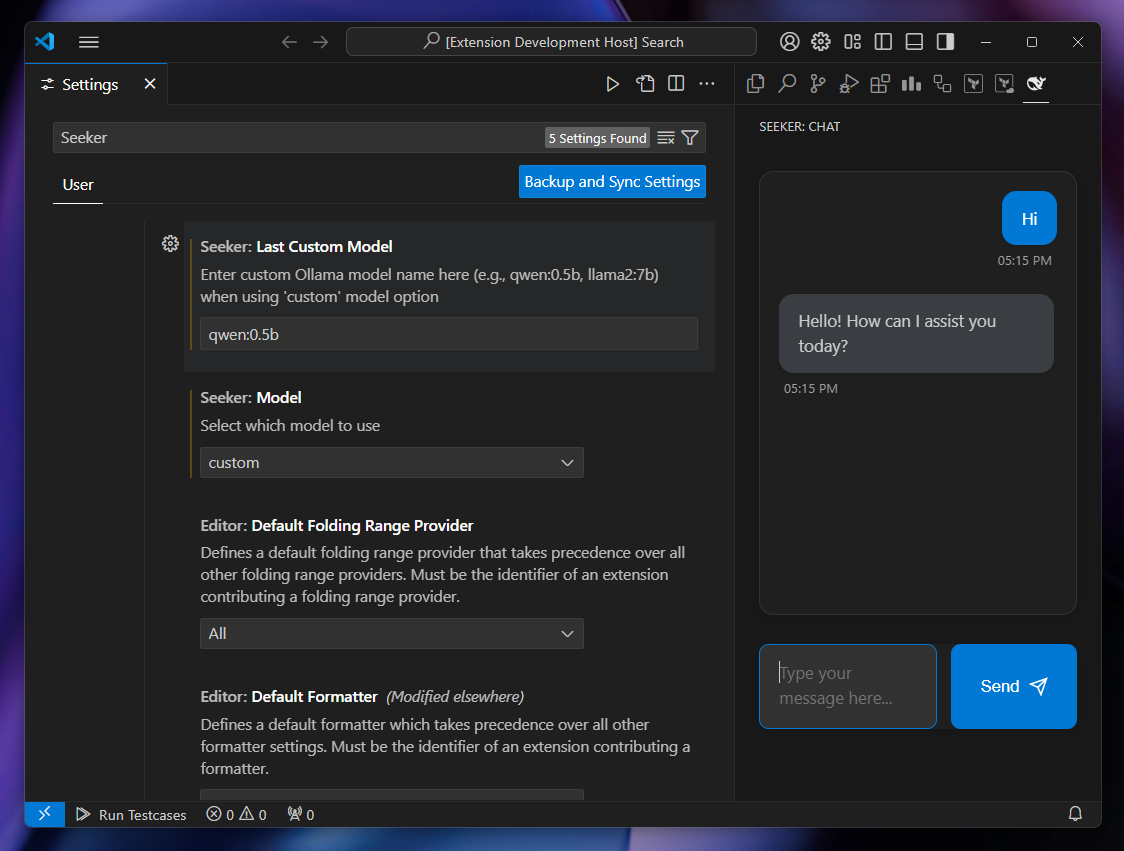 [Extension Development Host] Search
Settings
Seeker
5 Settings Found
User
Backup and Sync Settings
Seeker: Last Custom Model
Enter custom Ollama model name here (e.g., qwen:0.5b, llama2:7b)
when using 'custom' model option
qwen:0.5b
Seeker: Model
Select which model to use
custom
Editor: Default Folding Range Provider
Defines a default folding range provider that takes precedence over all
other folding range providers. Must be the identifier of an extension
contributing a folding range provider.
All
Editor: Default Formatter (Modified elsewhere)
Defines a default formatter which takes precedence over all other
formatter settings. Must be the identifier of an extension contributing a
formatter.
SEEKER: CHAT
Hi
05:15 PM
Hello! How can I assist you
today?
05:15 PM
Type your
message here...
Send
Run Testcases 0 0 0